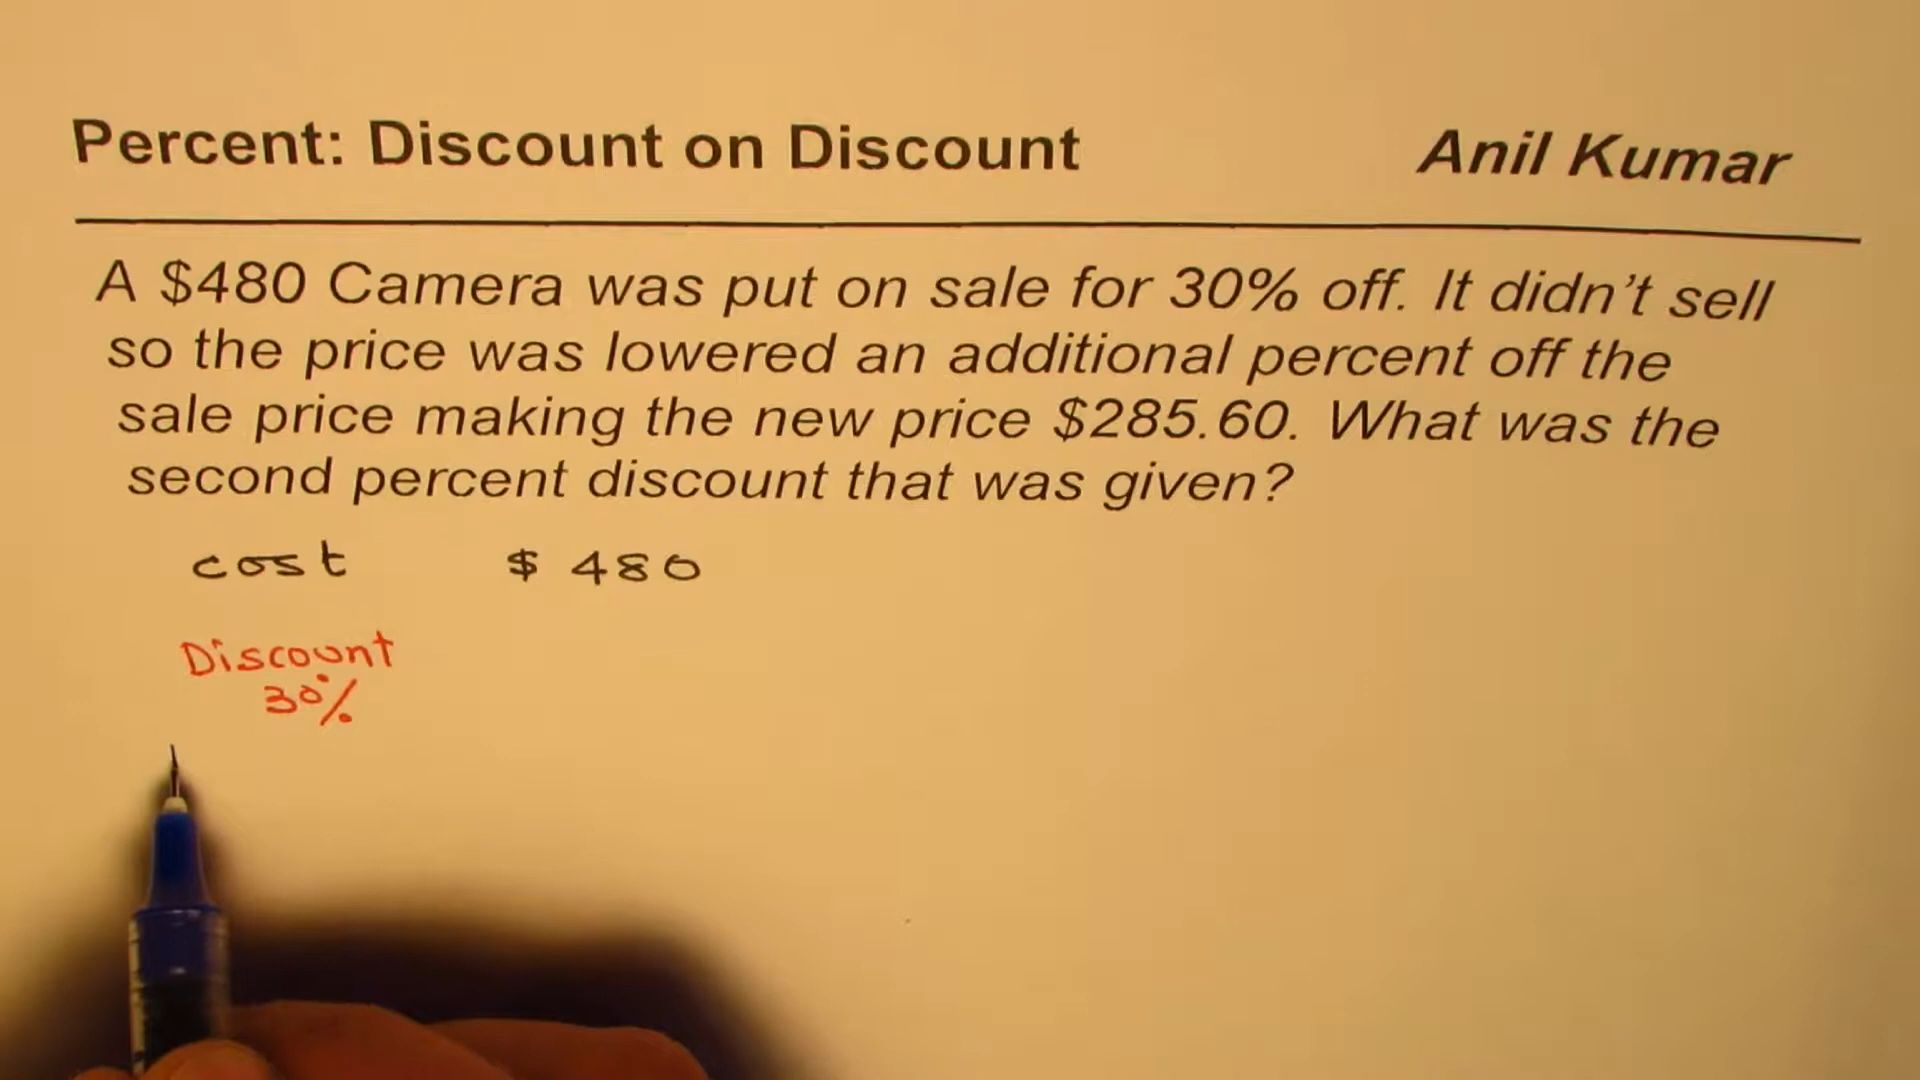 Percent: Discount on Discount Anil Kumar
A $480 Camera was put on sale for 30% off. It didn't sell
so the price was lowered an additional percent off the
sale price making the new price $285.60. What was the
second percent discount that was given?
cost $ 480
Discount
30%